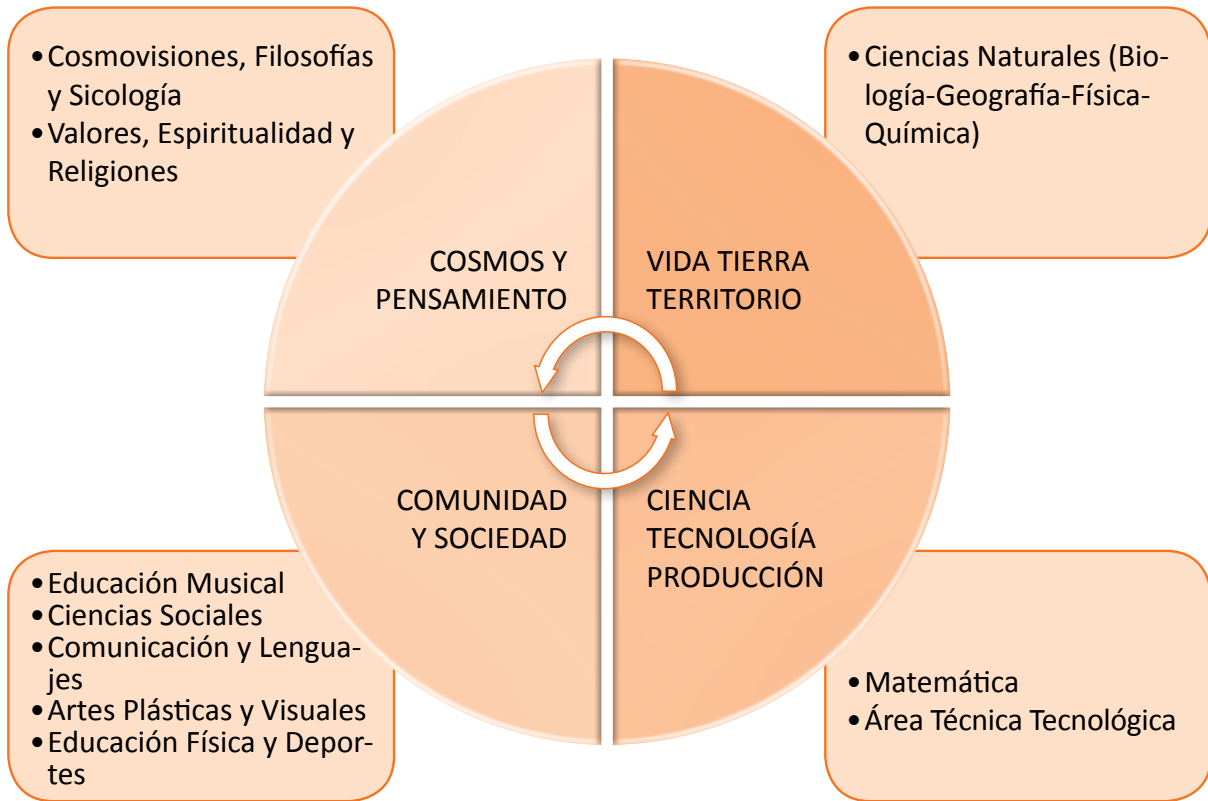 •Cosmovisiones, Filosofías
y Sicología
•Valores, Espiritualidad y
Religiones
•Ciencias Naturales (Bio-
logía-Geografía-Física-
Química)
COSMOS Y
PENSAMIENTO
VIDA TIERRA
TERRITORIO
COMUNIDAD
Y SOCIEDAD
CIENCIA
TECNOLOGÍA
PRODUCCIÓN
•Educación Musical
•Ciencias Sociales
•Comunicación y Lengua-
jes
•Artes Plásticas y Visuales
•Educación Física y Depor-
tes
•Matemática
•Área Técnica Tecnológica